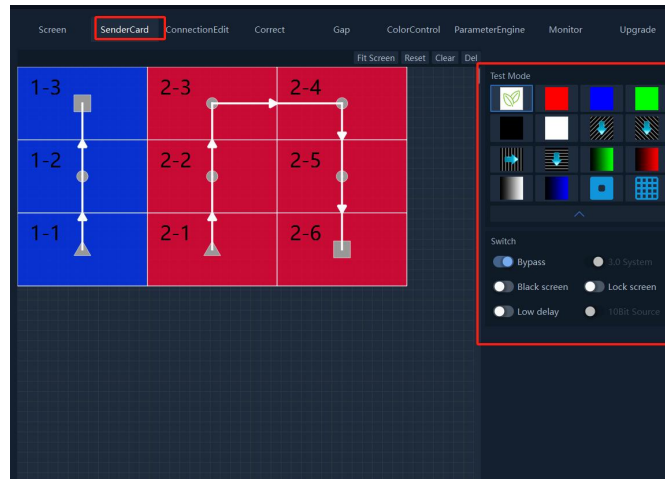 Screen SenderCard ConnectionEdit Correct Gap ColorControl ParameterEngine Monitor Upgrade
Fit Screen Reset Clear Del
1-3 2-3 2-4
1-2 2-2 2-5
1-1 2-1 2-6
Test Mode
Switch
Bypass 3.0 System
Black screen Lock screen
Low delay 10Bit Source